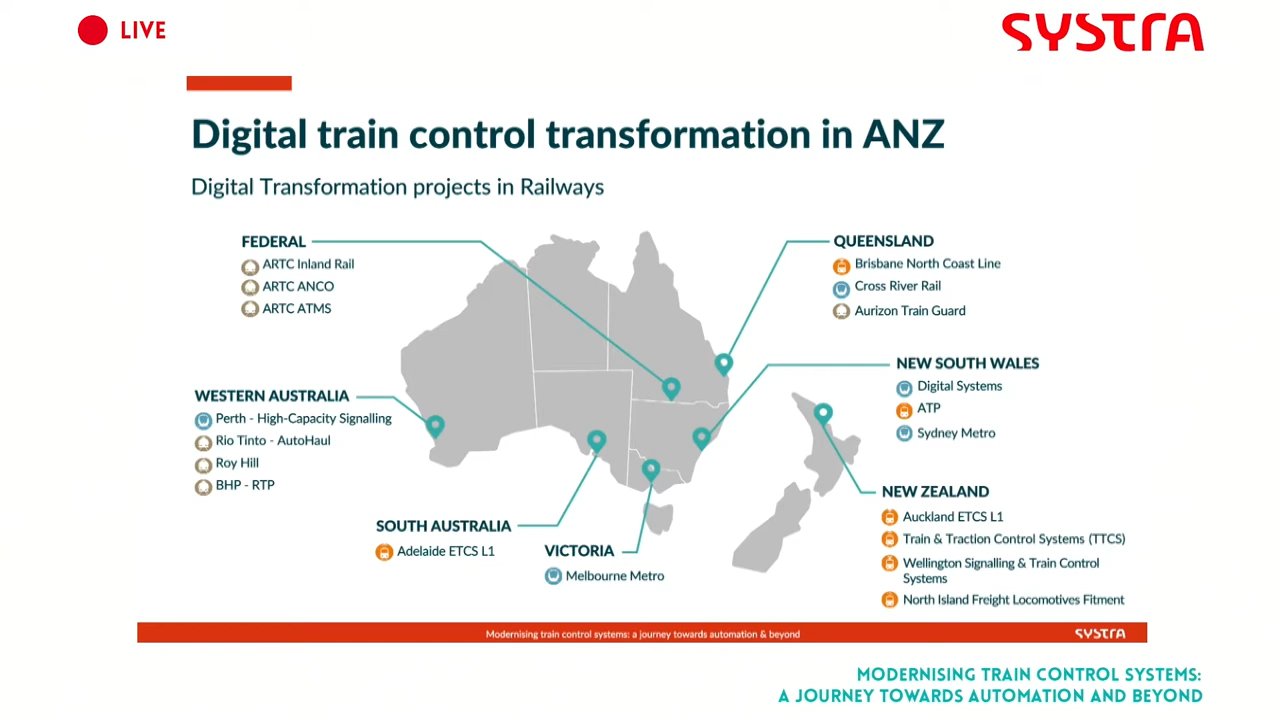 LIVE
SYSTRA
Digital train control transformation in ANZ
Digital Transformation projects in Railways
FEDERAL
ARTC Inland Rail
ARTC ANCO
ARTC ATMS
QUEENSLAND
Brisbane North Coast Line
Cross River Rail
Aurizon Train Guard
NEW SOUTH WALES
Digital Systems
ATP
Sydney Metro
WESTERN AUSTRALIA
Perth - High-Capacity Signalling
Rio Tinto - AutoHaul
Roy Hill
BHP - RTP
NEW ZEALAND
Auckland ETCS L1
Train & Traction Control Systems (TTCS)
Wellington Signalling & Train Control
Systems
North Island Freight Locomotives Fitment
SOUTH AUSTRALIA
Adelaide ETCS L1
VICTORIA
Melbourne Metro
Modernising train control systems: a journey towards automation & beyond
SYSTRA
MODERNISING TRAIN CONTROL SYSTEMS:
A JOURNEY TOWARDS AUTOMATION AND BEYOND